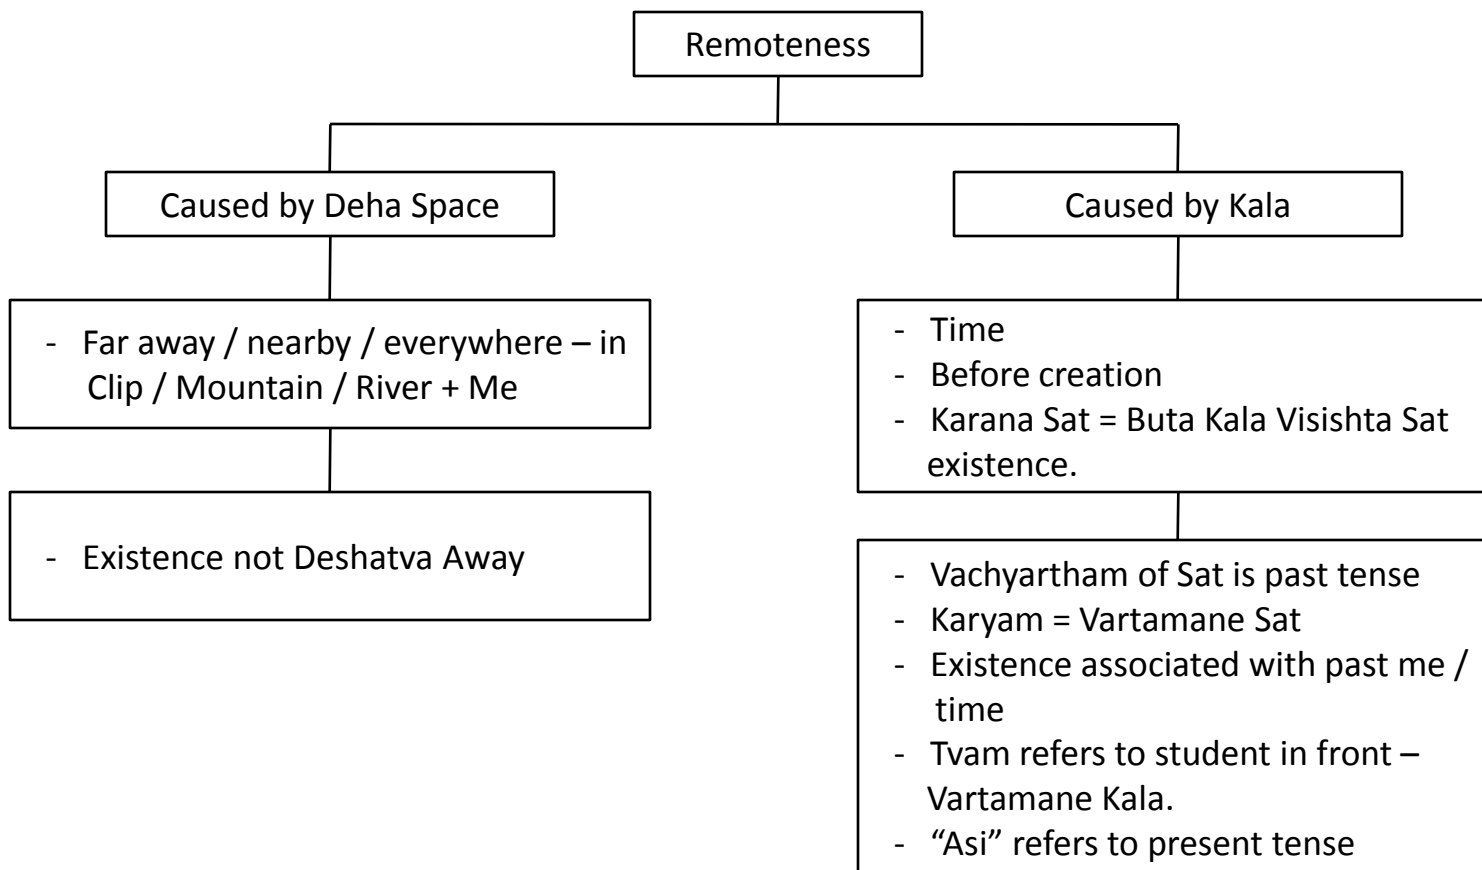 Remoteness
Caused by Deha Space
- Far away / nearby / everywhere – in
Clip / Mountain / River + Me
- Existence not Deshatva Away
Caused by Kala
- Time
- Before creation
- Karana Sat = Buta Kala Visishta Sat
existence.
- Vachyartham of Sat is past tense
- Karyam = Vartamane Sat
- Existence associated with past me /
time
- Tvam refers to student in front –
Vartamane Kala.
- “Asi” refers to present tense